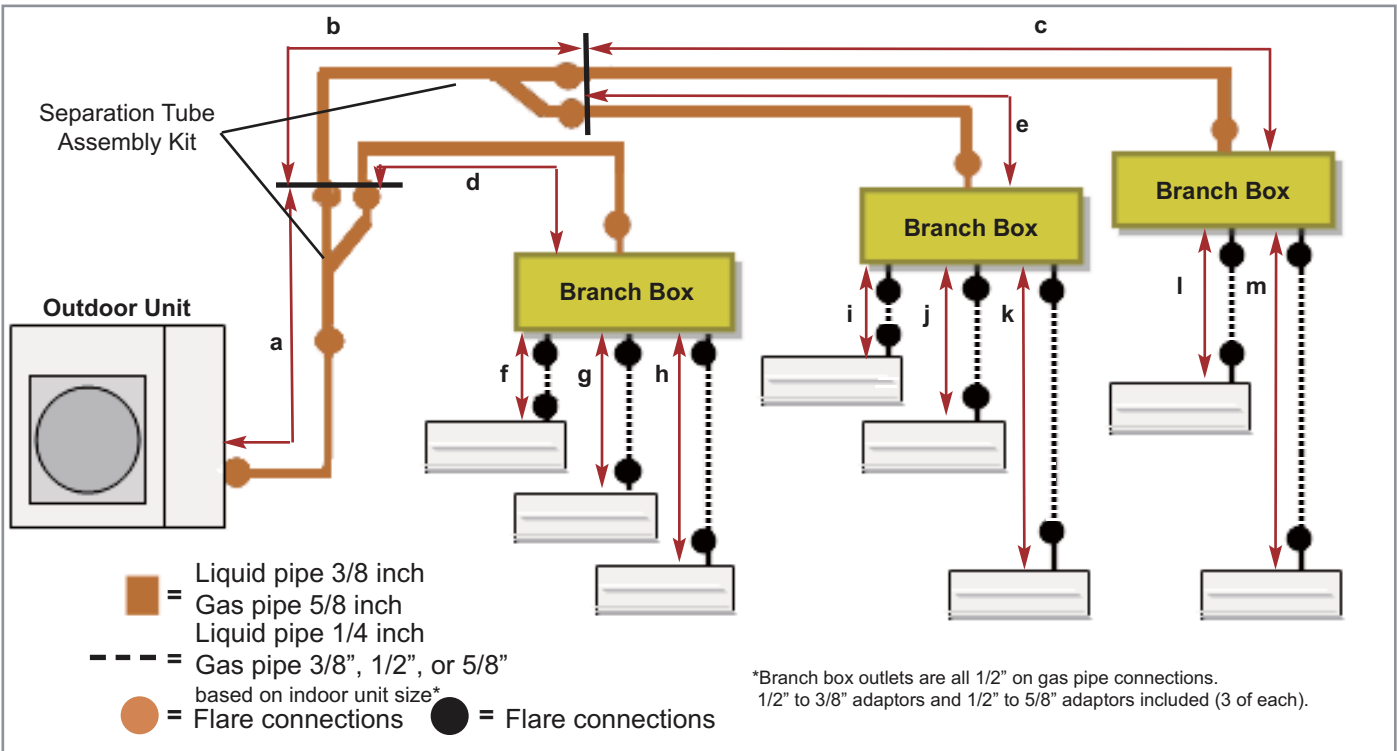 b
c
Separation Tube
Assembly Kit
e
d
Branch Box
Branch Box
Branch Box
Outdoor Unit
a
f
g
h
i
j
k
l
m
= Liquid pipe 3/8 inch
Gas pipe 5/8 inch
Liquid pipe 1/4 inch
= Gas pipe 3/8”, 1/2”, or 5/8”
based on indoor unit size*
= Flare connections
= Flare connections
*Branch box outlets are all 1/2” on gas pipe connections.
1/2” to 3/8” adaptors and 1/2” to 5/8” adaptors included (3 of each).